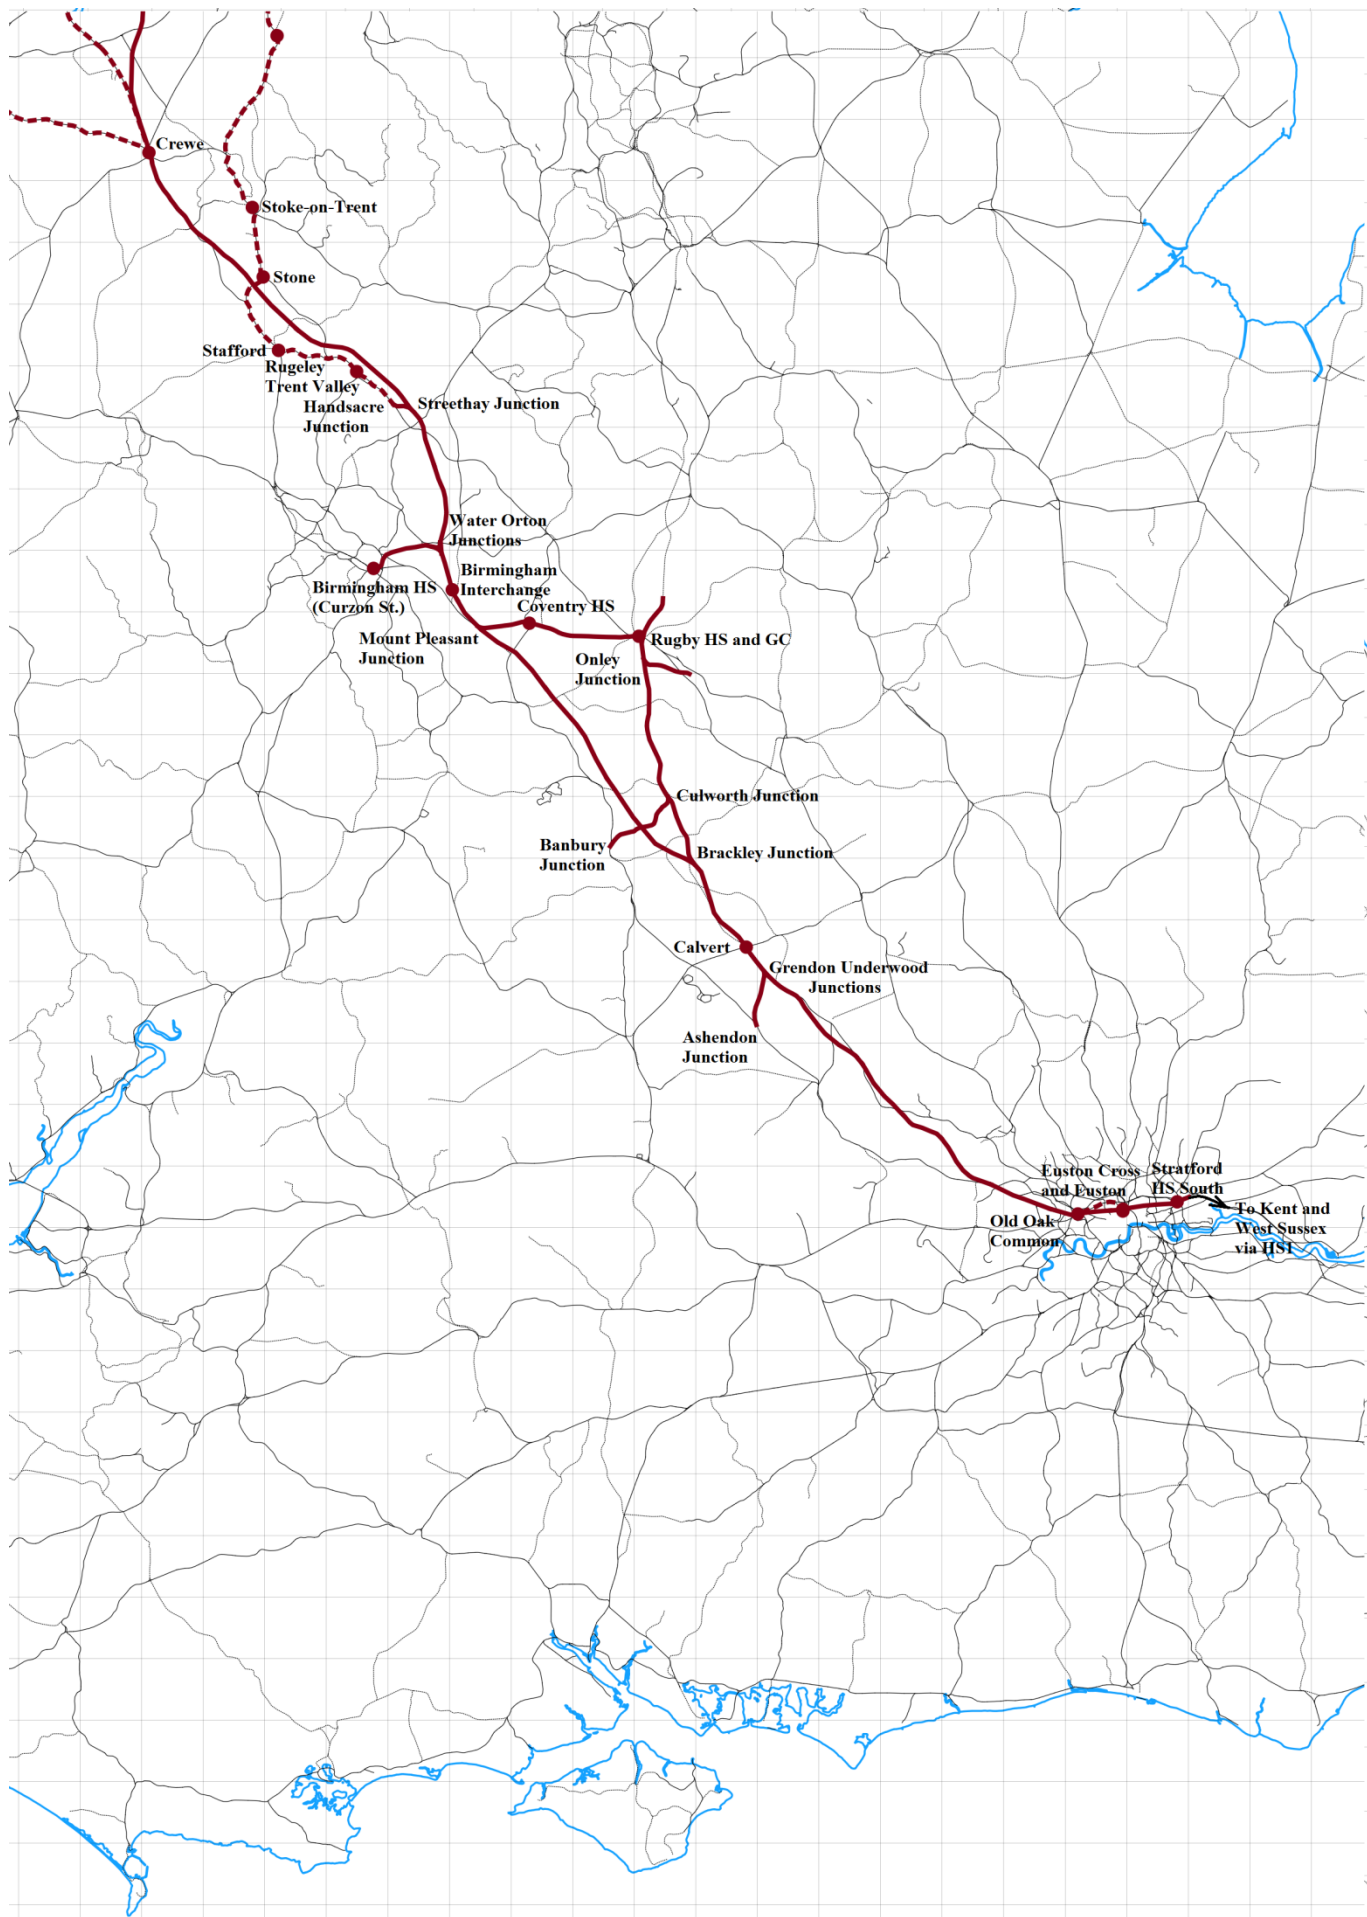 Crewe
Stoke-on-Trent
Stone
Stafford
Rugeley
Trent Valley
Handsacre
Junction
Streethay Junction
Water Orton
Junctions
Birmingham
Interchange
Birmingham HS
(Curzon St.)
Coventry HS
Mount Pleasant
Junction
Rugby HS and GC
Onley
Junction
Culworth Junction
Banbury
Junction
Brackley Junction
Calvert
Grendon Underwood
Junctions
Ashendon
Junction
Euston Cross
and Euston
Stratford
HS South
Old Oak
Common
To Kent and
West Sussex
via HS1